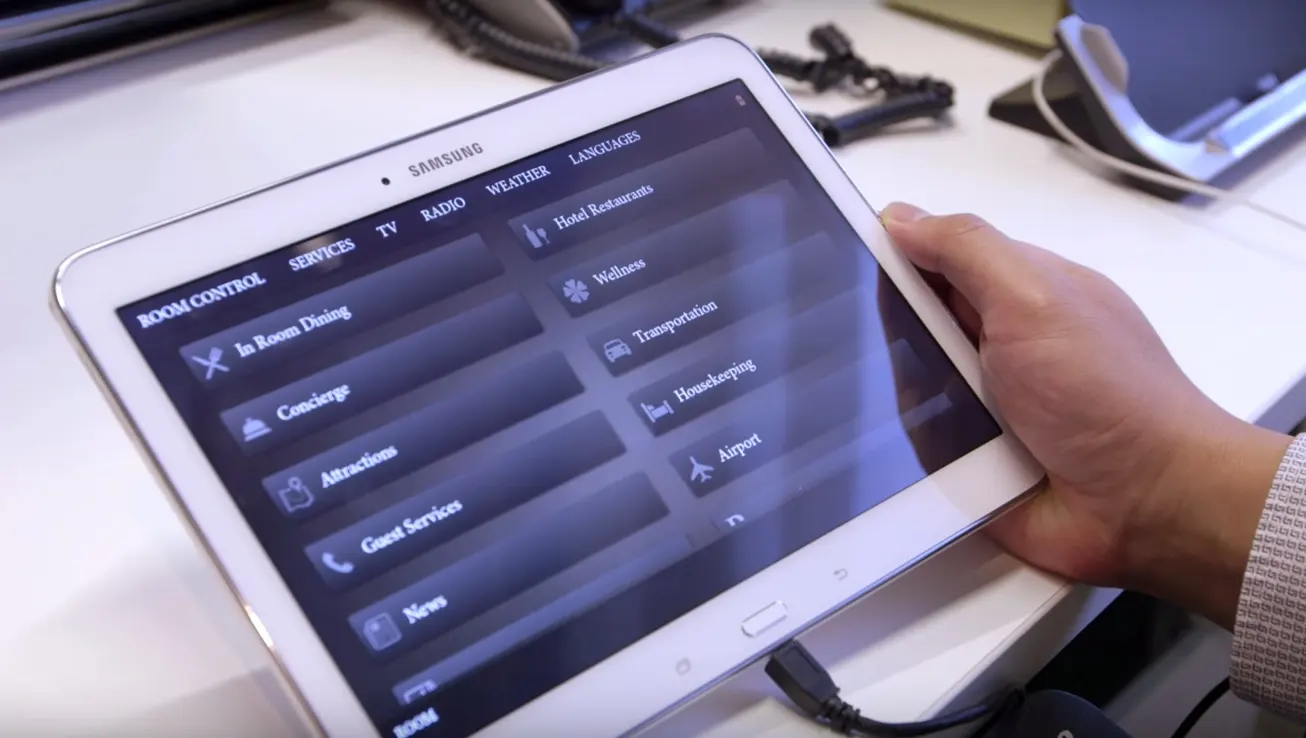 SAMSUNG
ROOM CONTROL SERVICES TV RADIO WEATHER LANGUAGES
In Room Dining
Hotel Restaurants
Concierge
Wellness
Attractions
Transportation
Guest Services
Housekeeping
News
Airport
ROOM